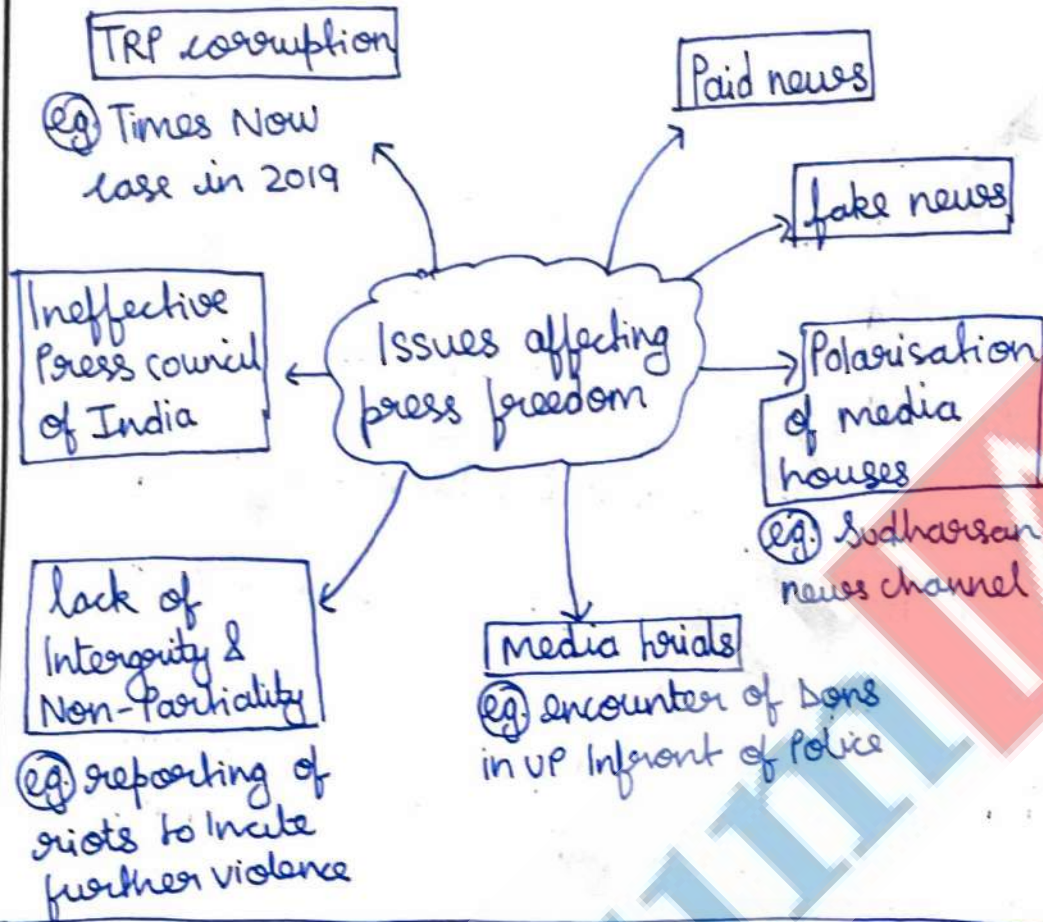 TRP corruption
eg. Times Now
case in 2019
Paid news
fake news
Issues affecting
press freedom
Ineffective
Press council
of India
Polarisation
of media
houses
eg. Sudharsan
news channel
lack of
Intergrity &
Non-Partiality
eg. reporting of
riots to Incite
further violence
Media trials
eg. encounter of Dons
in UP Infront of Police